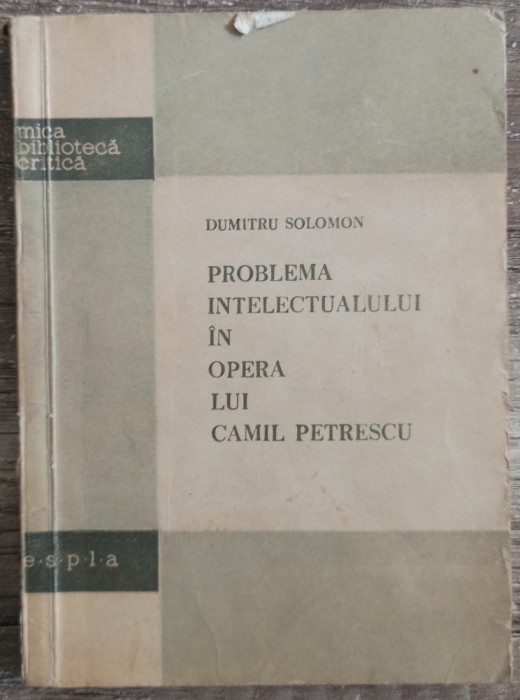 mica
bibliotecă
critică
DUMITRU SOLOMON
PROBLEMA
INTELECTUALULUI
ÎN
OPERA
LUI
CAMIL PETRESCU
e·s·p·l·a